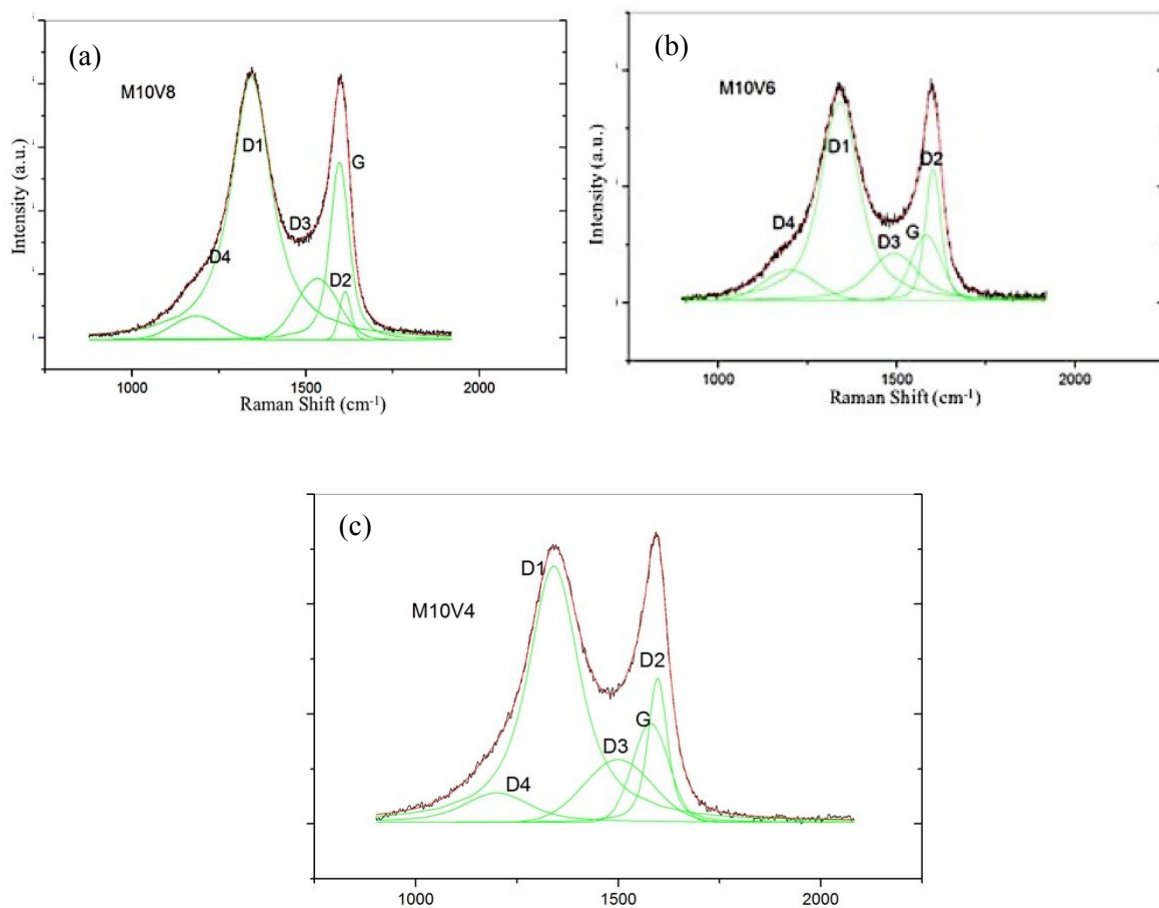 (a)
M10V8
D1
G
D3
D4
D2
Intensity (a.u.)
1000
1500
2000
Raman Shift (cm⁻¹)
(b)
M10V6
D1
D2
D4
D3
G
Intensity (a.u.)
1000
1500
2000
Raman Shift (cm⁻¹)
(c)
D1
M10V4
D2
G
D3
D4
1000
1500
2000